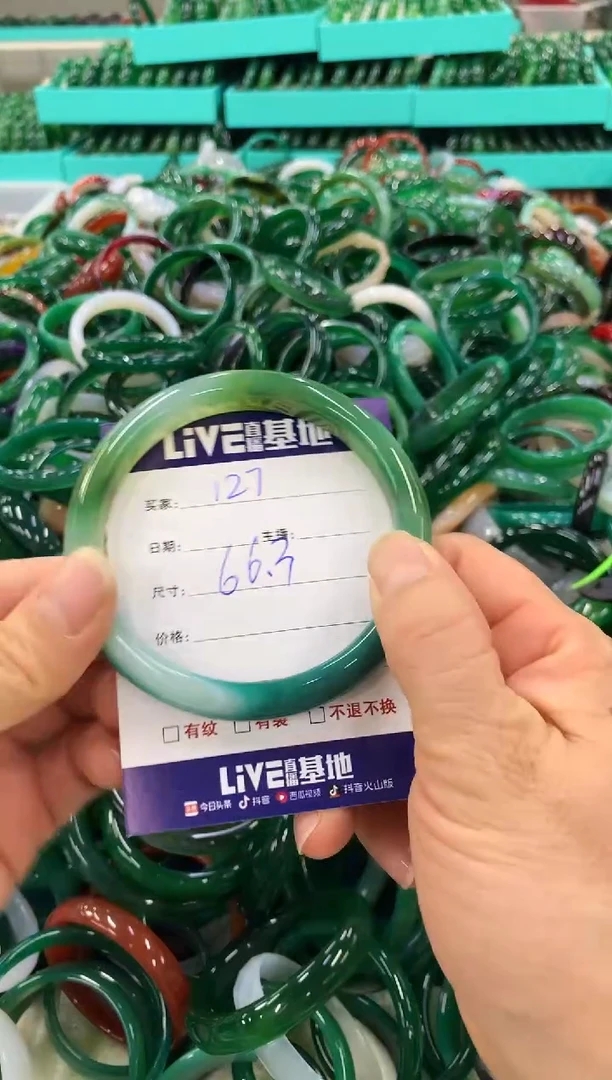 LIVE直播基地
买家: 127
日期: 主播:
尺寸: 66.7
价格:
□有纹 □有裂 □不退不换
LIVE直播基地
今日头条 抖音 西瓜视频 抖音火山版